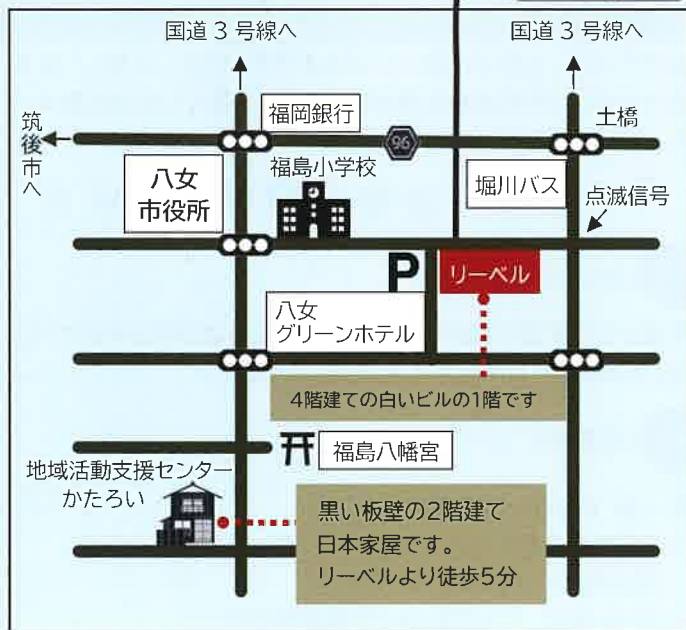 国道3号線へ
国道3号線へ
筑後市へ
福岡銀行
96
土橋
八女
市役所
福島小学校
堀川バス
点滅信号
P
リーベル
八女
グリーンホテル
4階建ての白いビルの1階です
福島八幡宮
地域活動支援センター
かたろい
黒い板壁の2階建て
日本家屋です。
リーベルより徒歩5分